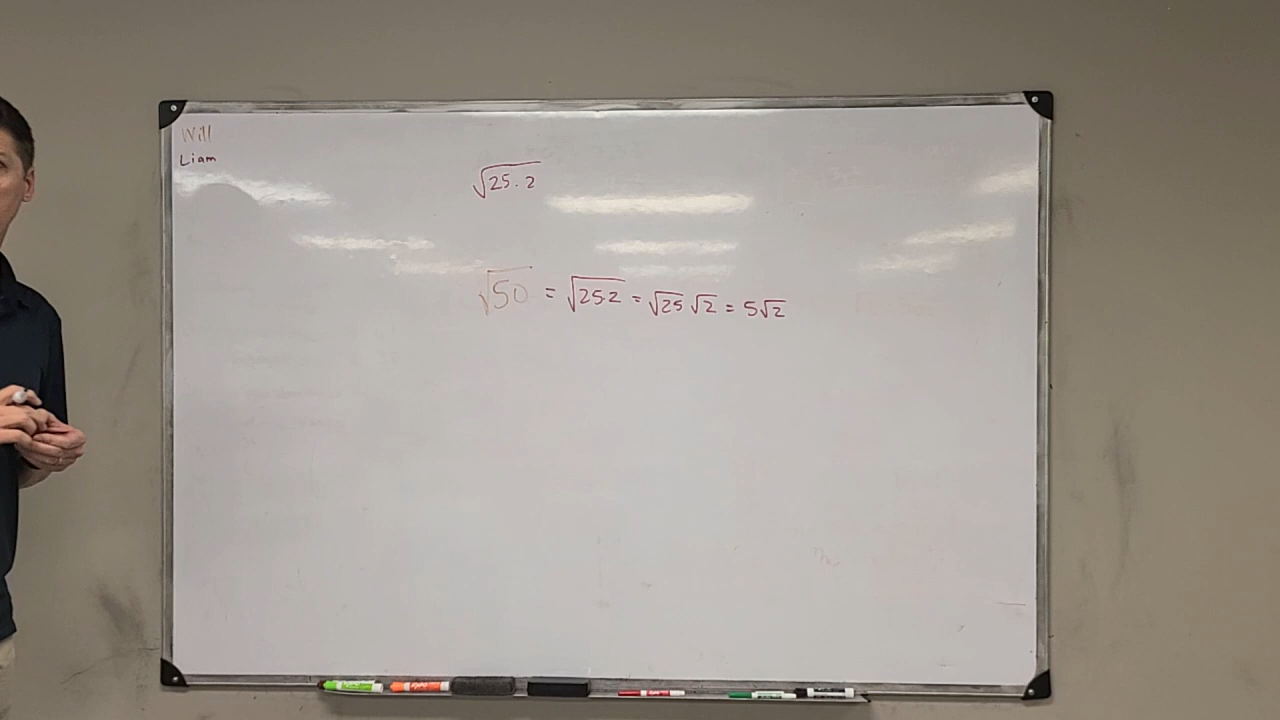 Will
Liam
√25.2
√50 = √25.2 = √25 √2 = 5√2